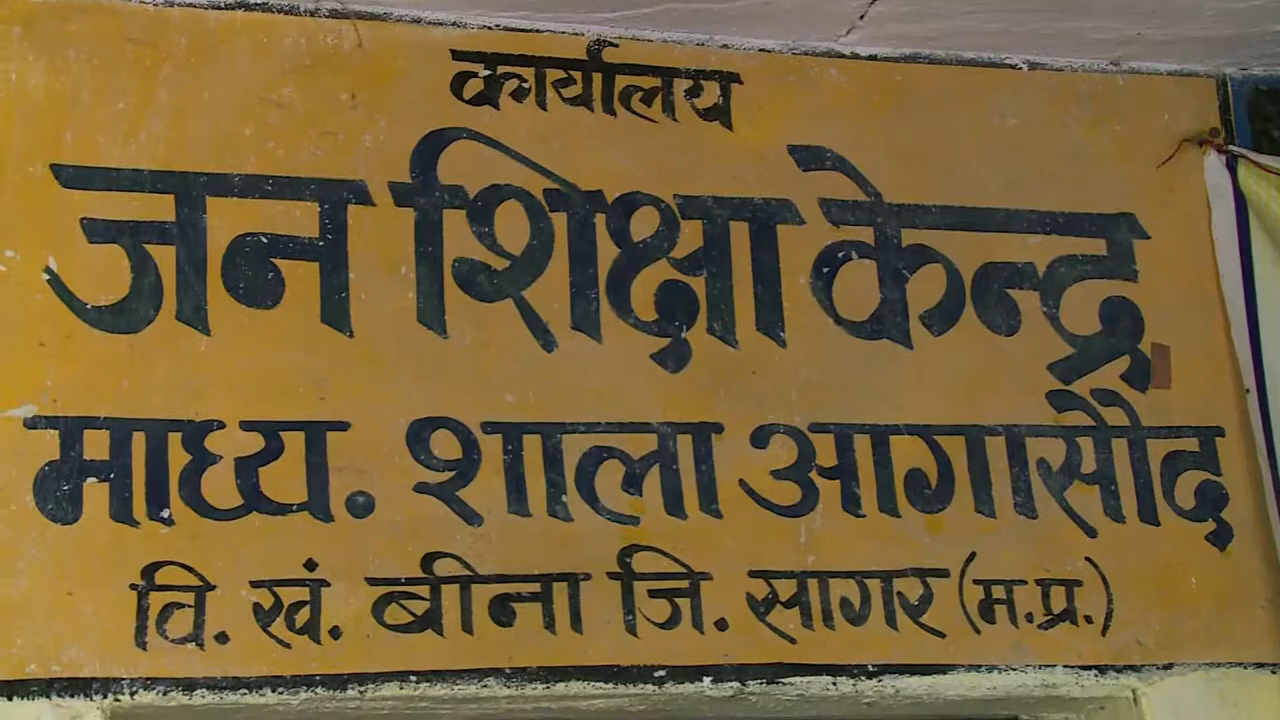 कार्यालय
जन शिक्षा केन्द्र
माध्य. शाला आगासौद
वि. खं. बीना जि. सागर (म.प्र.)